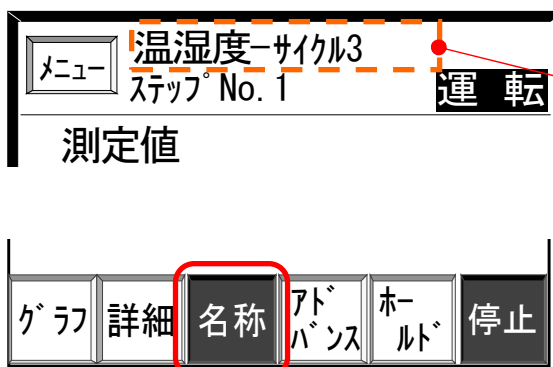 メニュー
温湿度−ｻｲｸﾙ3
ｽﾃｯﾌﾟNo.1
運 転
測定値
ｸﾞﾗﾌ 詳細 名称 ｱﾄﾞﾊﾞﾝｽ ﾎｰﾙﾄﾞ 停止